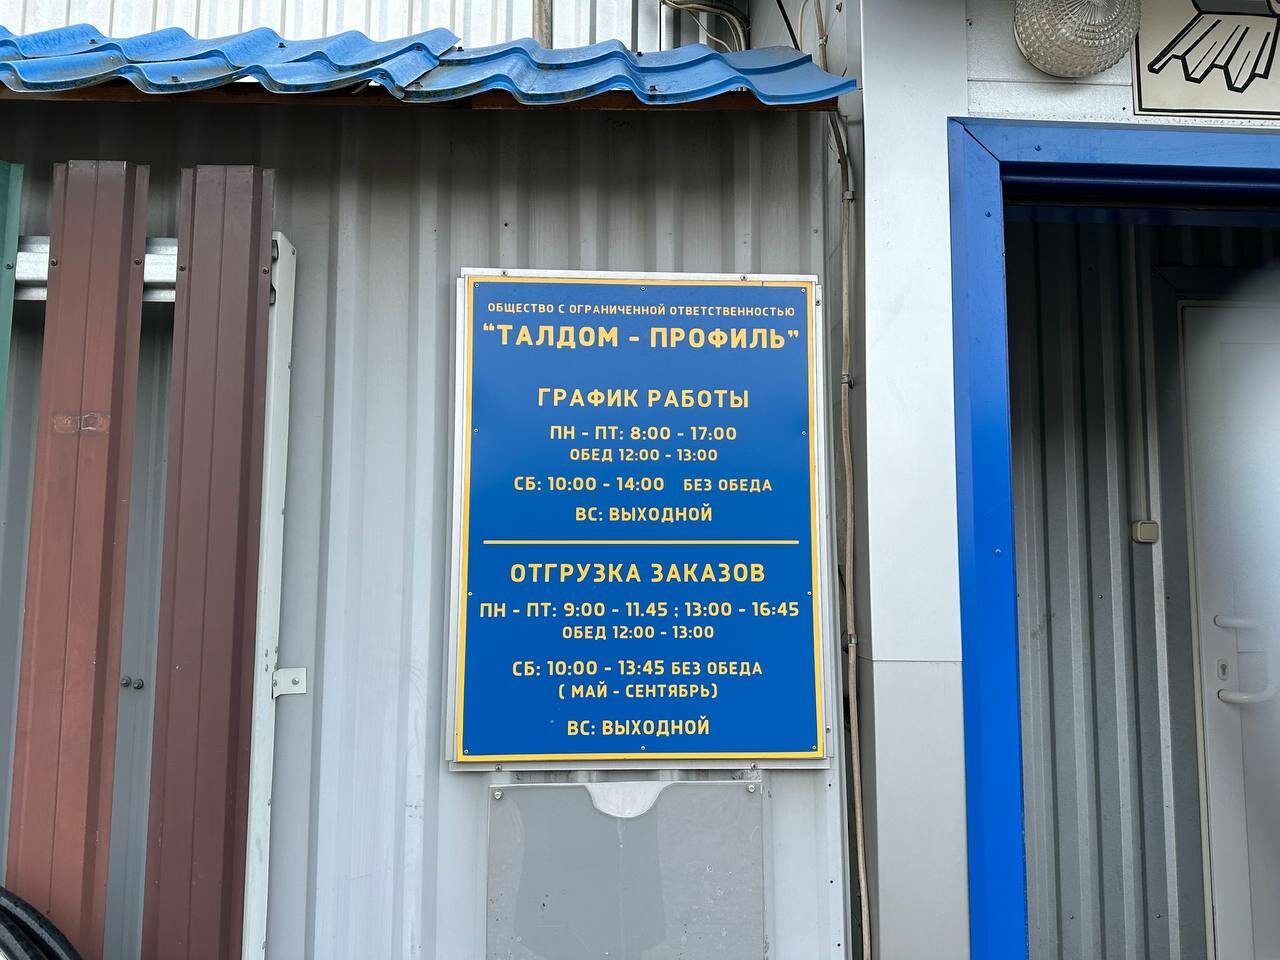 ОБЩЕСТВО С ОГРАНИЧЕННОЙ ОТВЕТСТВЕННОСТЬЮ
“ТАЛДОМ - ПРОФИЛЬ”
ГРАФИК РАБОТЫ
ПН - ПТ: 8:00 - 17:00
ОБЕД 12:00 - 13:00
СБ: 10:00 - 14:00 БЕЗ ОБЕДА
ВС: ВЫХОДНОЙ
ОТГРУЗКА ЗАКАЗОВ
ПН - ПТ: 9:00 - 11.45 ; 13:00 - 16:45
ОБЕД 12:00 - 13:00
СБ: 10:00 - 13:45 БЕЗ ОБЕДА
( МАЙ - СЕНТЯБРЬ)
ВС: ВЫХОДНОЙ